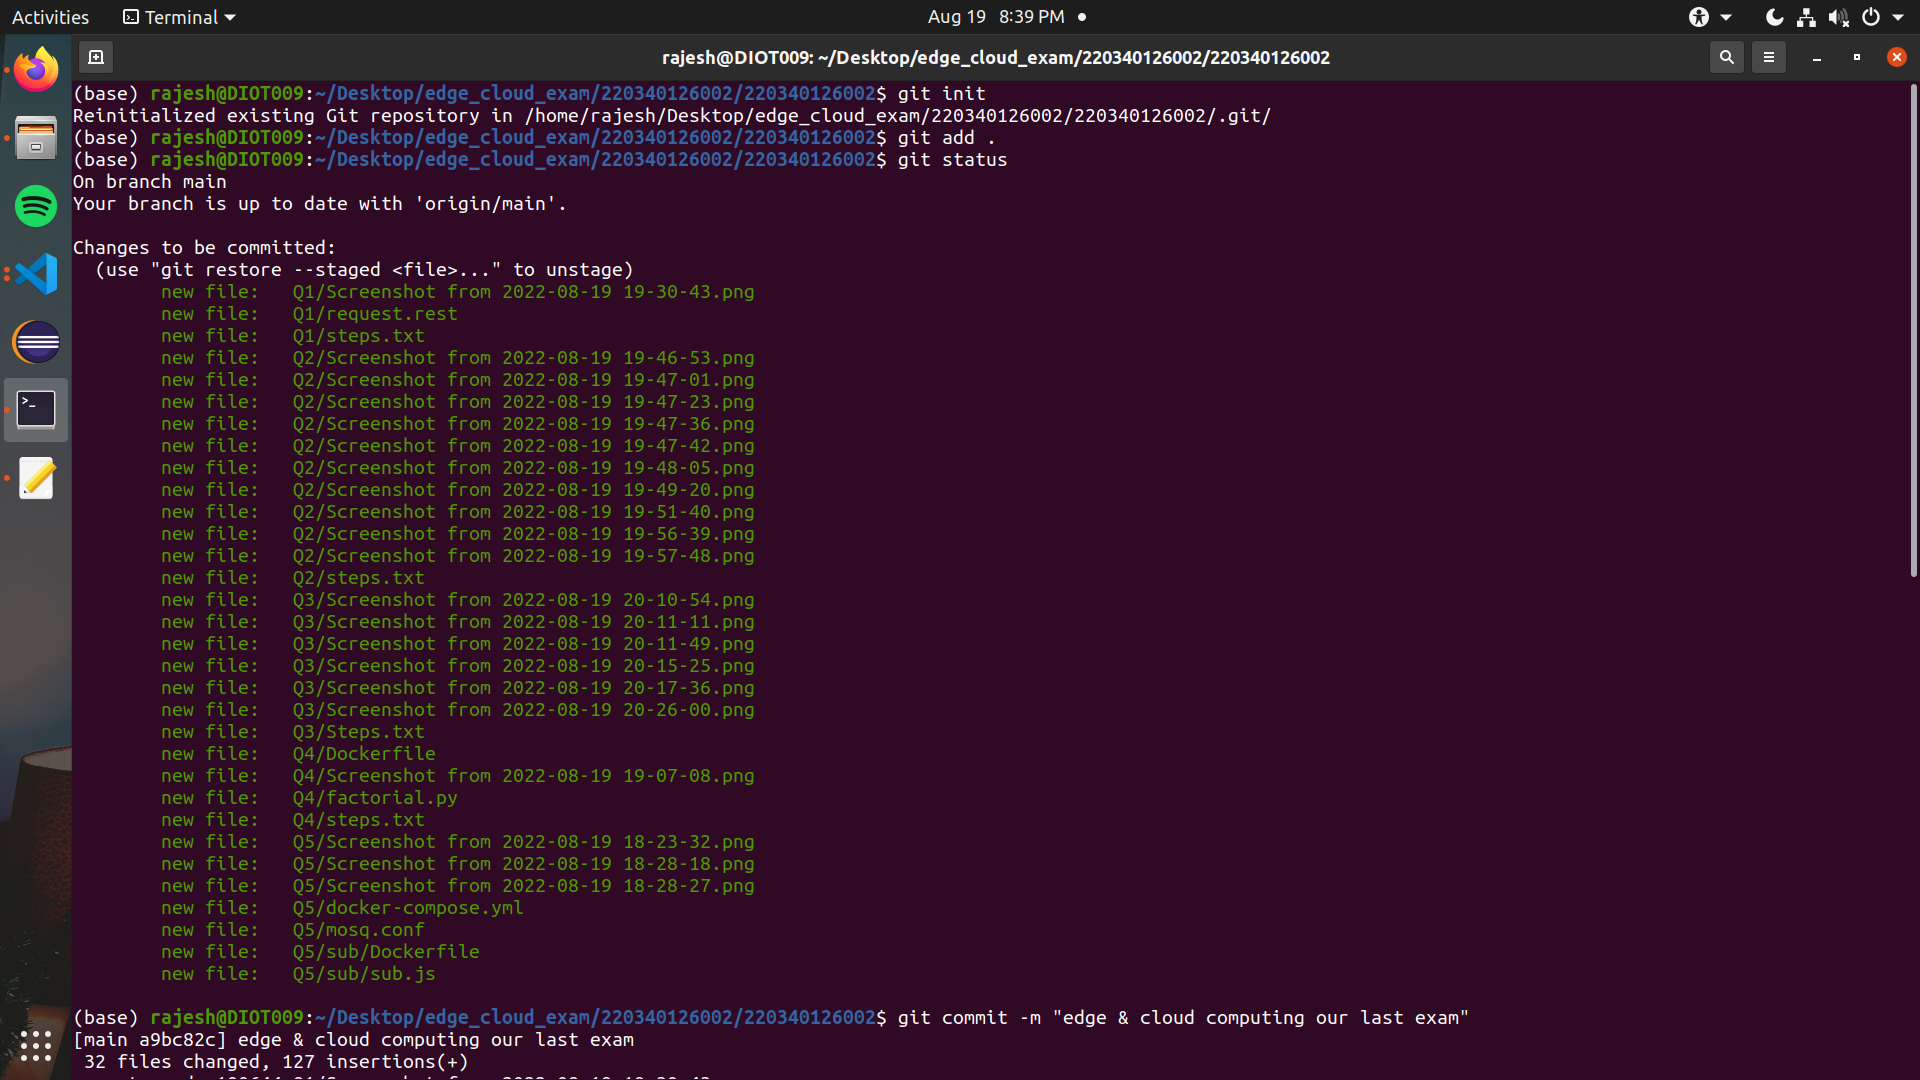 Activities Terminal Aug 19 8:39 PM
rajesh@DIOT009: ~/Desktop/edge_cloud_exam/220340126002/220340126002
(base) rajesh@DIOT009:~/Desktop/edge_cloud_exam/220340126002/220340126002$ git init
Reinitialized existing Git repository in /home/rajesh/Desktop/edge_cloud_exam/220340126002/220340126002/.git/
(base) rajesh@DIOT009:~/Desktop/edge_cloud_exam/220340126002/220340126002$ git add .
(base) rajesh@DIOT009:~/Desktop/edge_cloud_exam/220340126002/220340126002$ git status
On branch main
Your branch is up to date with 'origin/main'.
Changes to be committed:
(use "git restore --staged <file>..." to unstage)
new file: Q1/Screenshot from 2022-08-19 19-30-43.png
new file: Q1/request.rest
new file: Q1/steps.txt
new file: Q2/Screenshot from 2022-08-19 19-46-53.png
new file: Q2/Screenshot from 2022-08-19 19-47-01.png
new file: Q2/Screenshot from 2022-08-19 19-47-23.png
new file: Q2/Screenshot from 2022-08-19 19-47-36.png
new file: Q2/Screenshot from 2022-08-19 19-47-42.png
new file: Q2/Screenshot from 2022-08-19 19-48-05.png
new file: Q2/Screenshot from 2022-08-19 19-49-20.png
new file: Q2/Screenshot from 2022-08-19 19-51-40.png
new file: Q2/Screenshot from 2022-08-19 19-56-39.png
new file: Q2/Screenshot from 2022-08-19 19-57-48.png
new file: Q2/steps.txt
new file: Q3/Screenshot from 2022-08-19 20-10-54.png
new file: Q3/Screenshot from 2022-08-19 20-11-11.png
new file: Q3/Screenshot from 2022-08-19 20-11-49.png
new file: Q3/Screenshot from 2022-08-19 20-15-25.png
new file: Q3/Screenshot from 2022-08-19 20-17-36.png
new file: Q3/Screenshot from 2022-08-19 20-26-00.png
new file: Q3/Steps.txt
new file: Q4/Dockerfile
new file: Q4/Screenshot from 2022-08-19 19-07-08.png
new file: Q4/factorial.py
new file: Q4/steps.txt
new file: Q5/Screenshot from 2022-08-19 18-23-32.png
new file: Q5/Screenshot from 2022-08-19 18-28-18.png
new file: Q5/Screenshot from 2022-08-19 18-28-27.png
new file: Q5/docker-compose.yml
new file: Q5/mosq.conf
new file: Q5/sub/Dockerfile
new file: Q5/sub/sub.js
(base) rajesh@DIOT009:~/Desktop/edge_cloud_exam/220340126002/220340126002$ git commit -m "edge & cloud computing our last exam"
[main a9bc82c] edge & cloud computing our last exam
32 files changed, 127 insertions(+)